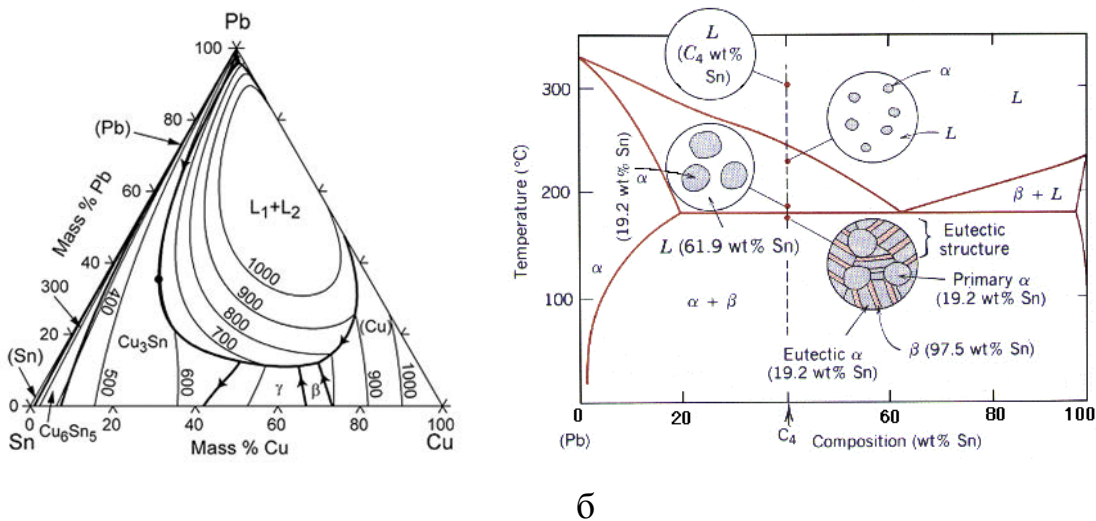 Pb
100
80
(Pb)
60
Mass % Pb
L₁+L₂
40
300
400
1000
900
800
700
20
Cu₃Sn
(Cu)
(Sn)
500
600
γ
β
900
1000
0
Cu₆Sn₅
0 20 40 60 80 100
Sn
Mass % Cu
Cu
L
(C₄ wt%
Sn)
300
α
L
L
Temperature (°C)
200
(19.2 wt% Sn)
α
β + L
L (61.9 wt% Sn)
Eutectic
structure
α
Primary α
(19.2 wt% Sn)
100
α + β
β (97.5 wt% Sn)
Eutectic α
(19.2 wt% Sn)
0 20 60 80 100
(Pb)
C₄
Composition (wt% Sn)
б